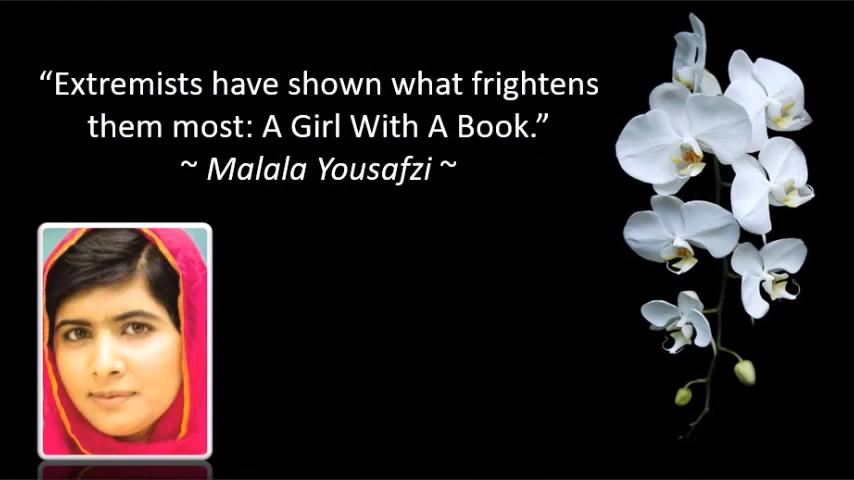 “Extremists have shown what frightens
them most: A Girl With A Book.”
~ Malala Yousafzi ~